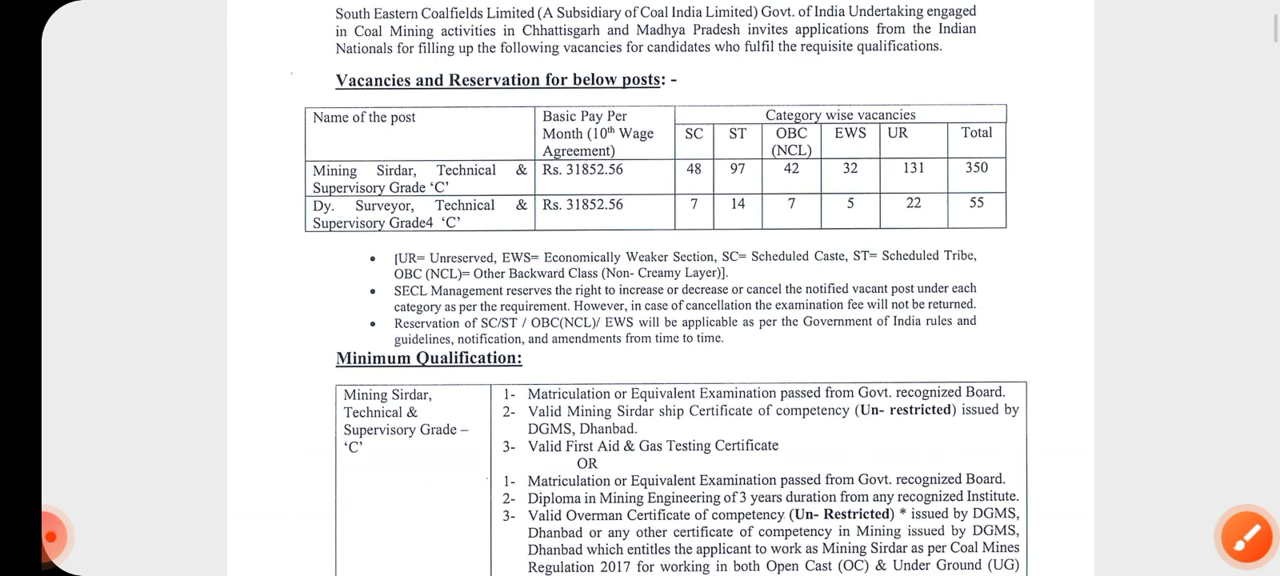 South Eastern Coalfields Limited (A Subsidiary of Coal India Limited) Govt. of India Undertaking engaged
in Coal Mining activities in Chhattisgarh and Madhya Pradesh invites applications from the Indian
Nationals for filling up the following vacancies for candidates who fulfil the requisite qualifications.
Vacancies and Reservation for below posts: -
Name of the post
Basic Pay Per
Month (10th Wage
Agreement)
Category wise vacancies
SC ST OBC EWS UR Total
(NCL)
Mining Sirdar, Technical & Rs. 31852.56 48 97 42 32 131 350
Supervisory Grade 'C'
Dy. Surveyor, Technical & Rs. 31852.56 7 14 7 5 22 55
Supervisory Grade4 'C'
• [UR= Unreserved, EWS= Economically Weaker Section, SC= Scheduled Caste, ST= Scheduled Tribe,
OBC (NCL)= Other Backward Class (Non- Creamy Layer)].
• SECL Management reserves the right to increase or decrease or cancel the notified vacant post under each
category as per the requirement. However, in case of cancellation the examination fee will not be returned.
• Reservation of SC/ST / OBC(NCL)/ EWS will be applicable as per the Government of India rules and
guidelines, notification, and amendments from time to time.
Minimum Qualification:
Mining Sirdar,
Technical &
Supervisory Grade –
'C'
1- Matriculation or Equivalent Examination passed from Govt. recognized Board.
2- Valid Mining Sirdar ship Certificate of competency (Un- restricted) issued by
DGMS, Dhanbad.
3- Valid First Aid & Gas Testing Certificate
OR
1- Matriculation or Equivalent Examination passed from Govt. recognized Board.
2- Diploma in Mining Engineering of 3 years duration from any recognized Institute.
3- Valid Overman Certificate of competency (Un- Restricted) * issued by DGMS,
Dhanbad or any other certificate of competency in Mining issued by DGMS,
Dhanbad which entitles the applicant to work as Mining Sirdar as per Coal Mines
Regulation 2017 for working in both Open Cast (OC) & Under Ground (UG)